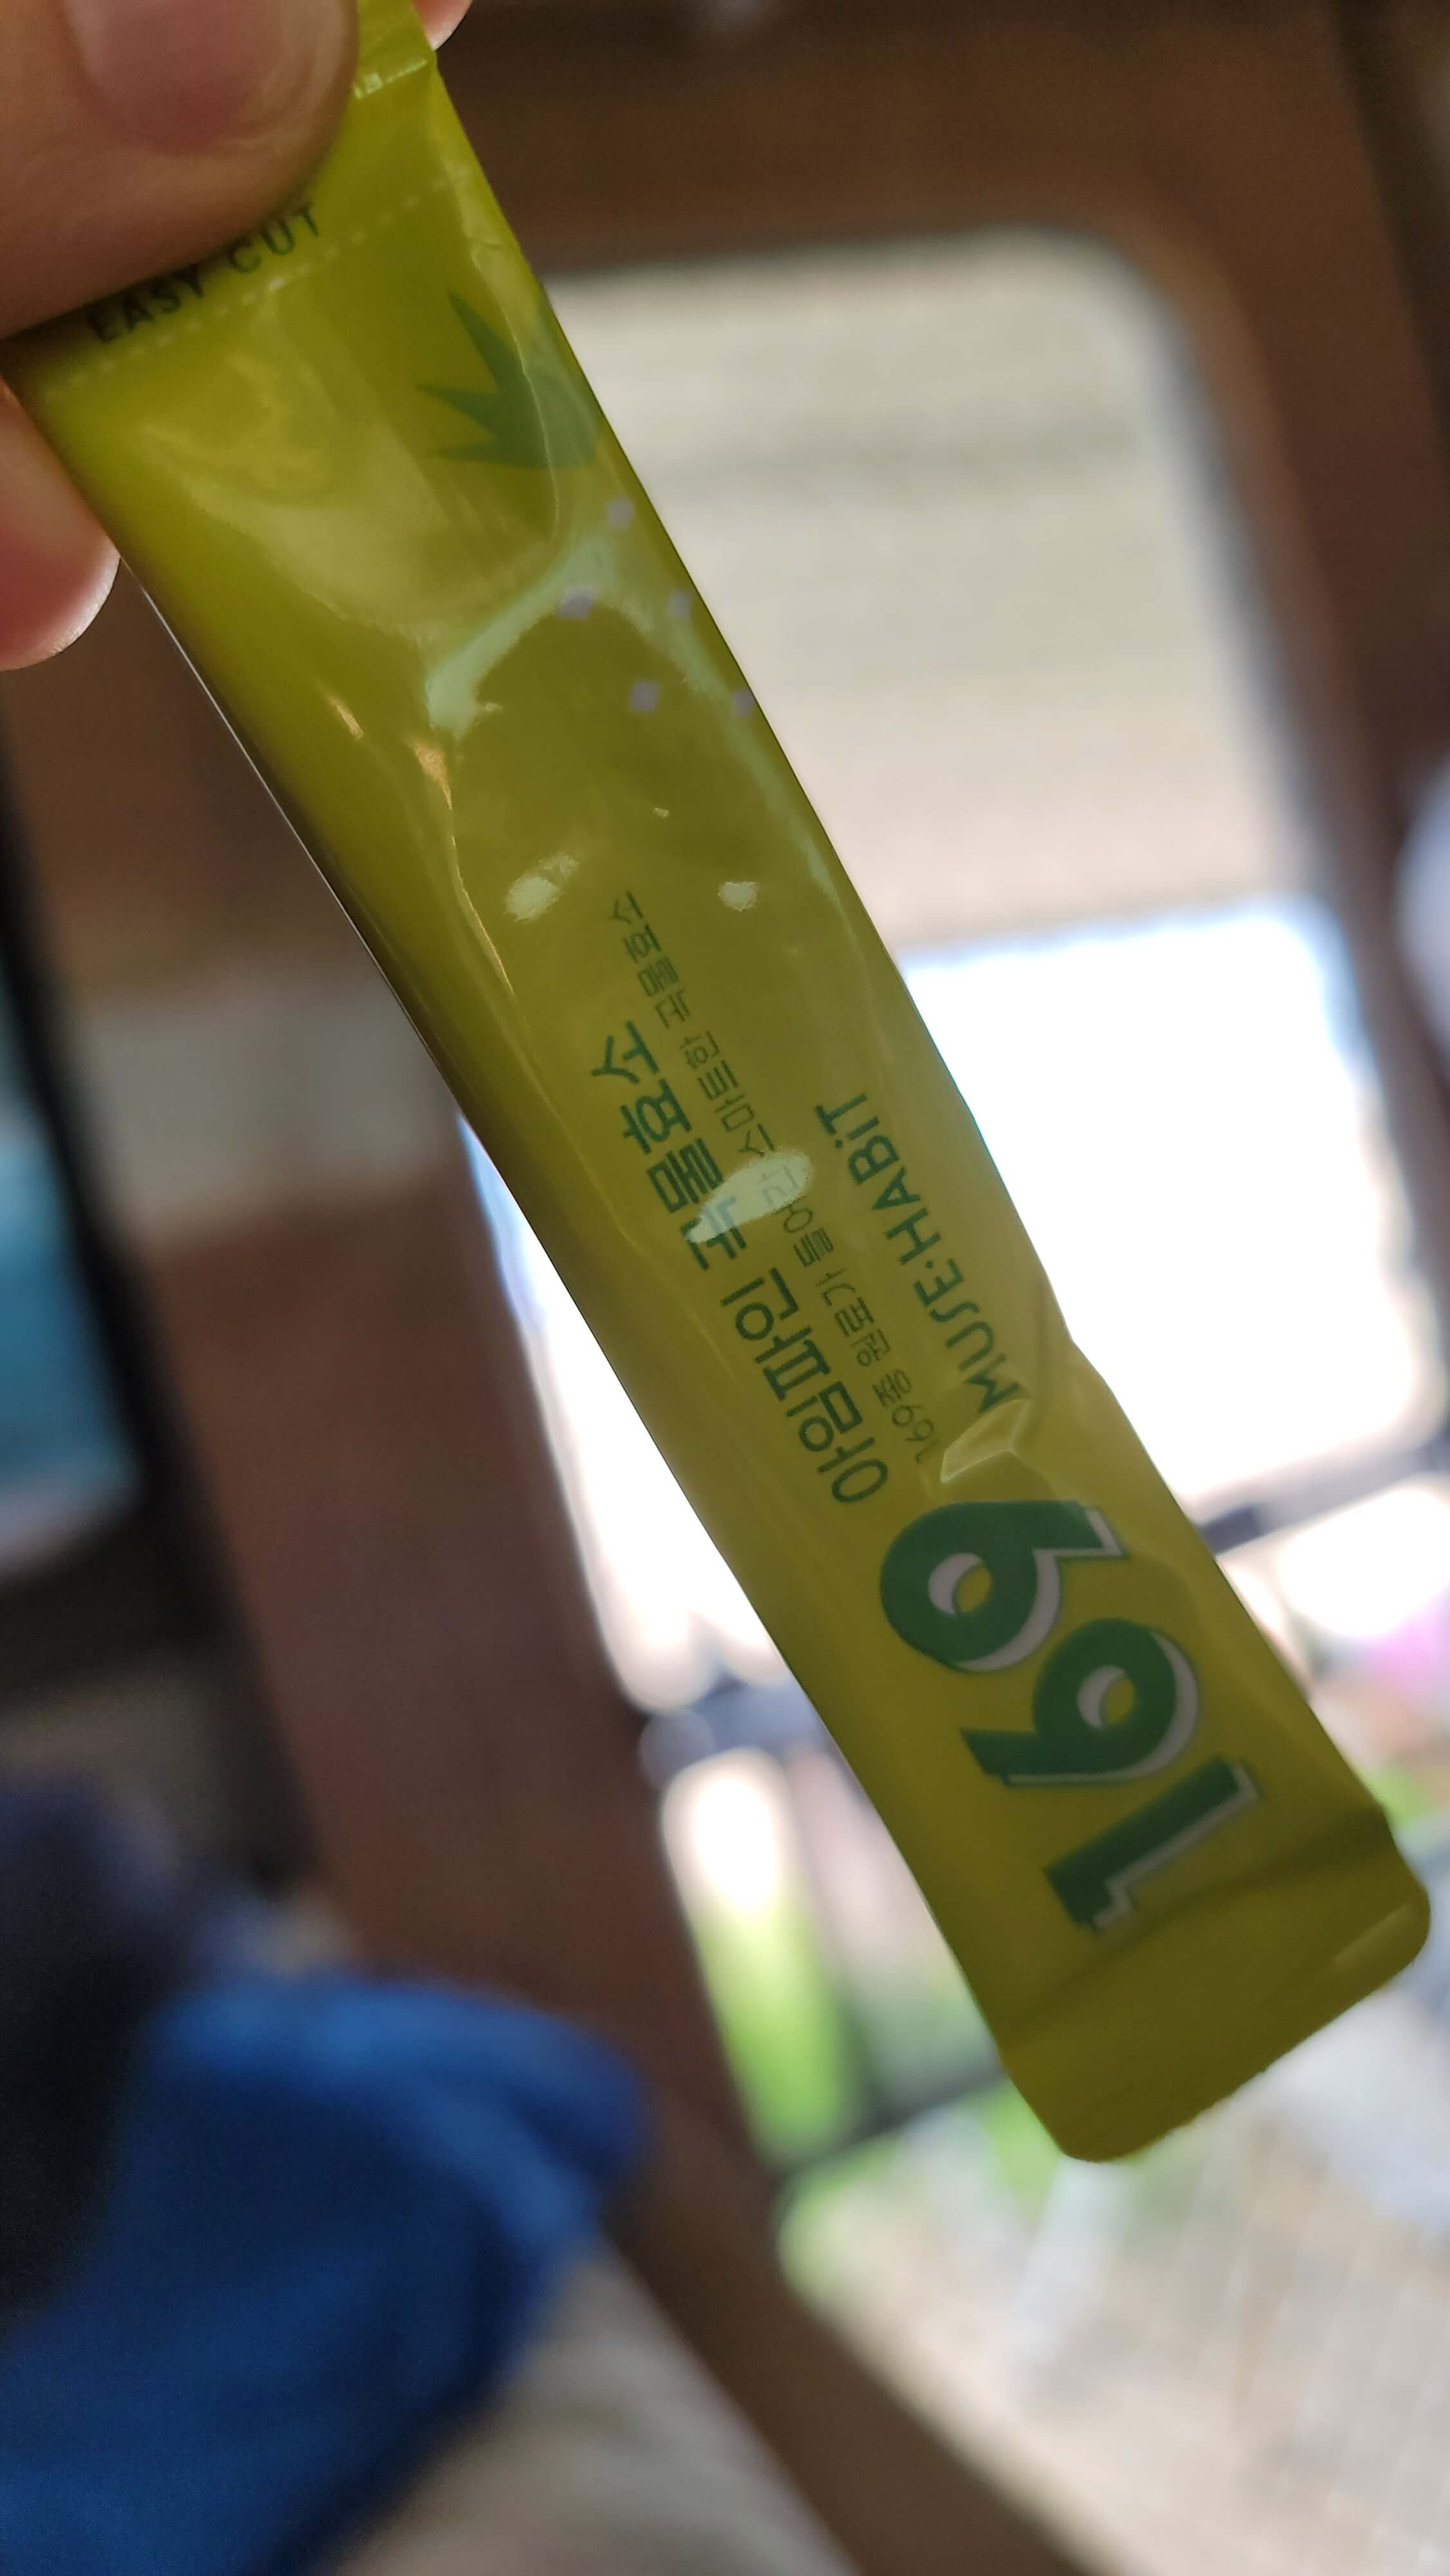 EASY CUT
169
MUSE·HABiT
169종 원료가 들어간 스마트한 곡물효소
아임파인 곡물효소